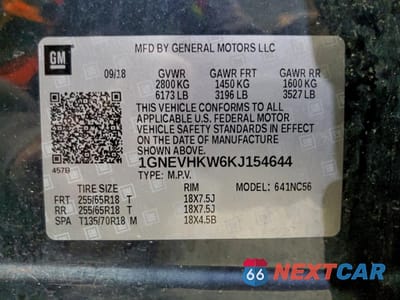 GM
MFD BY GENERAL MOTORS LLC
09/18 GVWR GAWR FRT GAWR RR
2800 KG 1450 KG 1600 KG
6173 LB 3196 LB 3527 LB
THIS VEHICLE CONFORMS TO ALL
APPLICABLE U.S. FEDERAL MOTOR
VEHICLE SAFETY STANDARDS IN
EFFECT ON THE DATE OF MANUFACTURE
SHOWN ABOVE.
1GNEVHKW6KJ154644
457B TYPE: M.P.V. MODEL: 641NC56
TIRE SIZE RIM
FRT 255/65R18 T 18X7.5J
RR 255/65R18 T 18X7.5J
SPA T135/70R18 M 18X4.5B
66 NEXTCAR